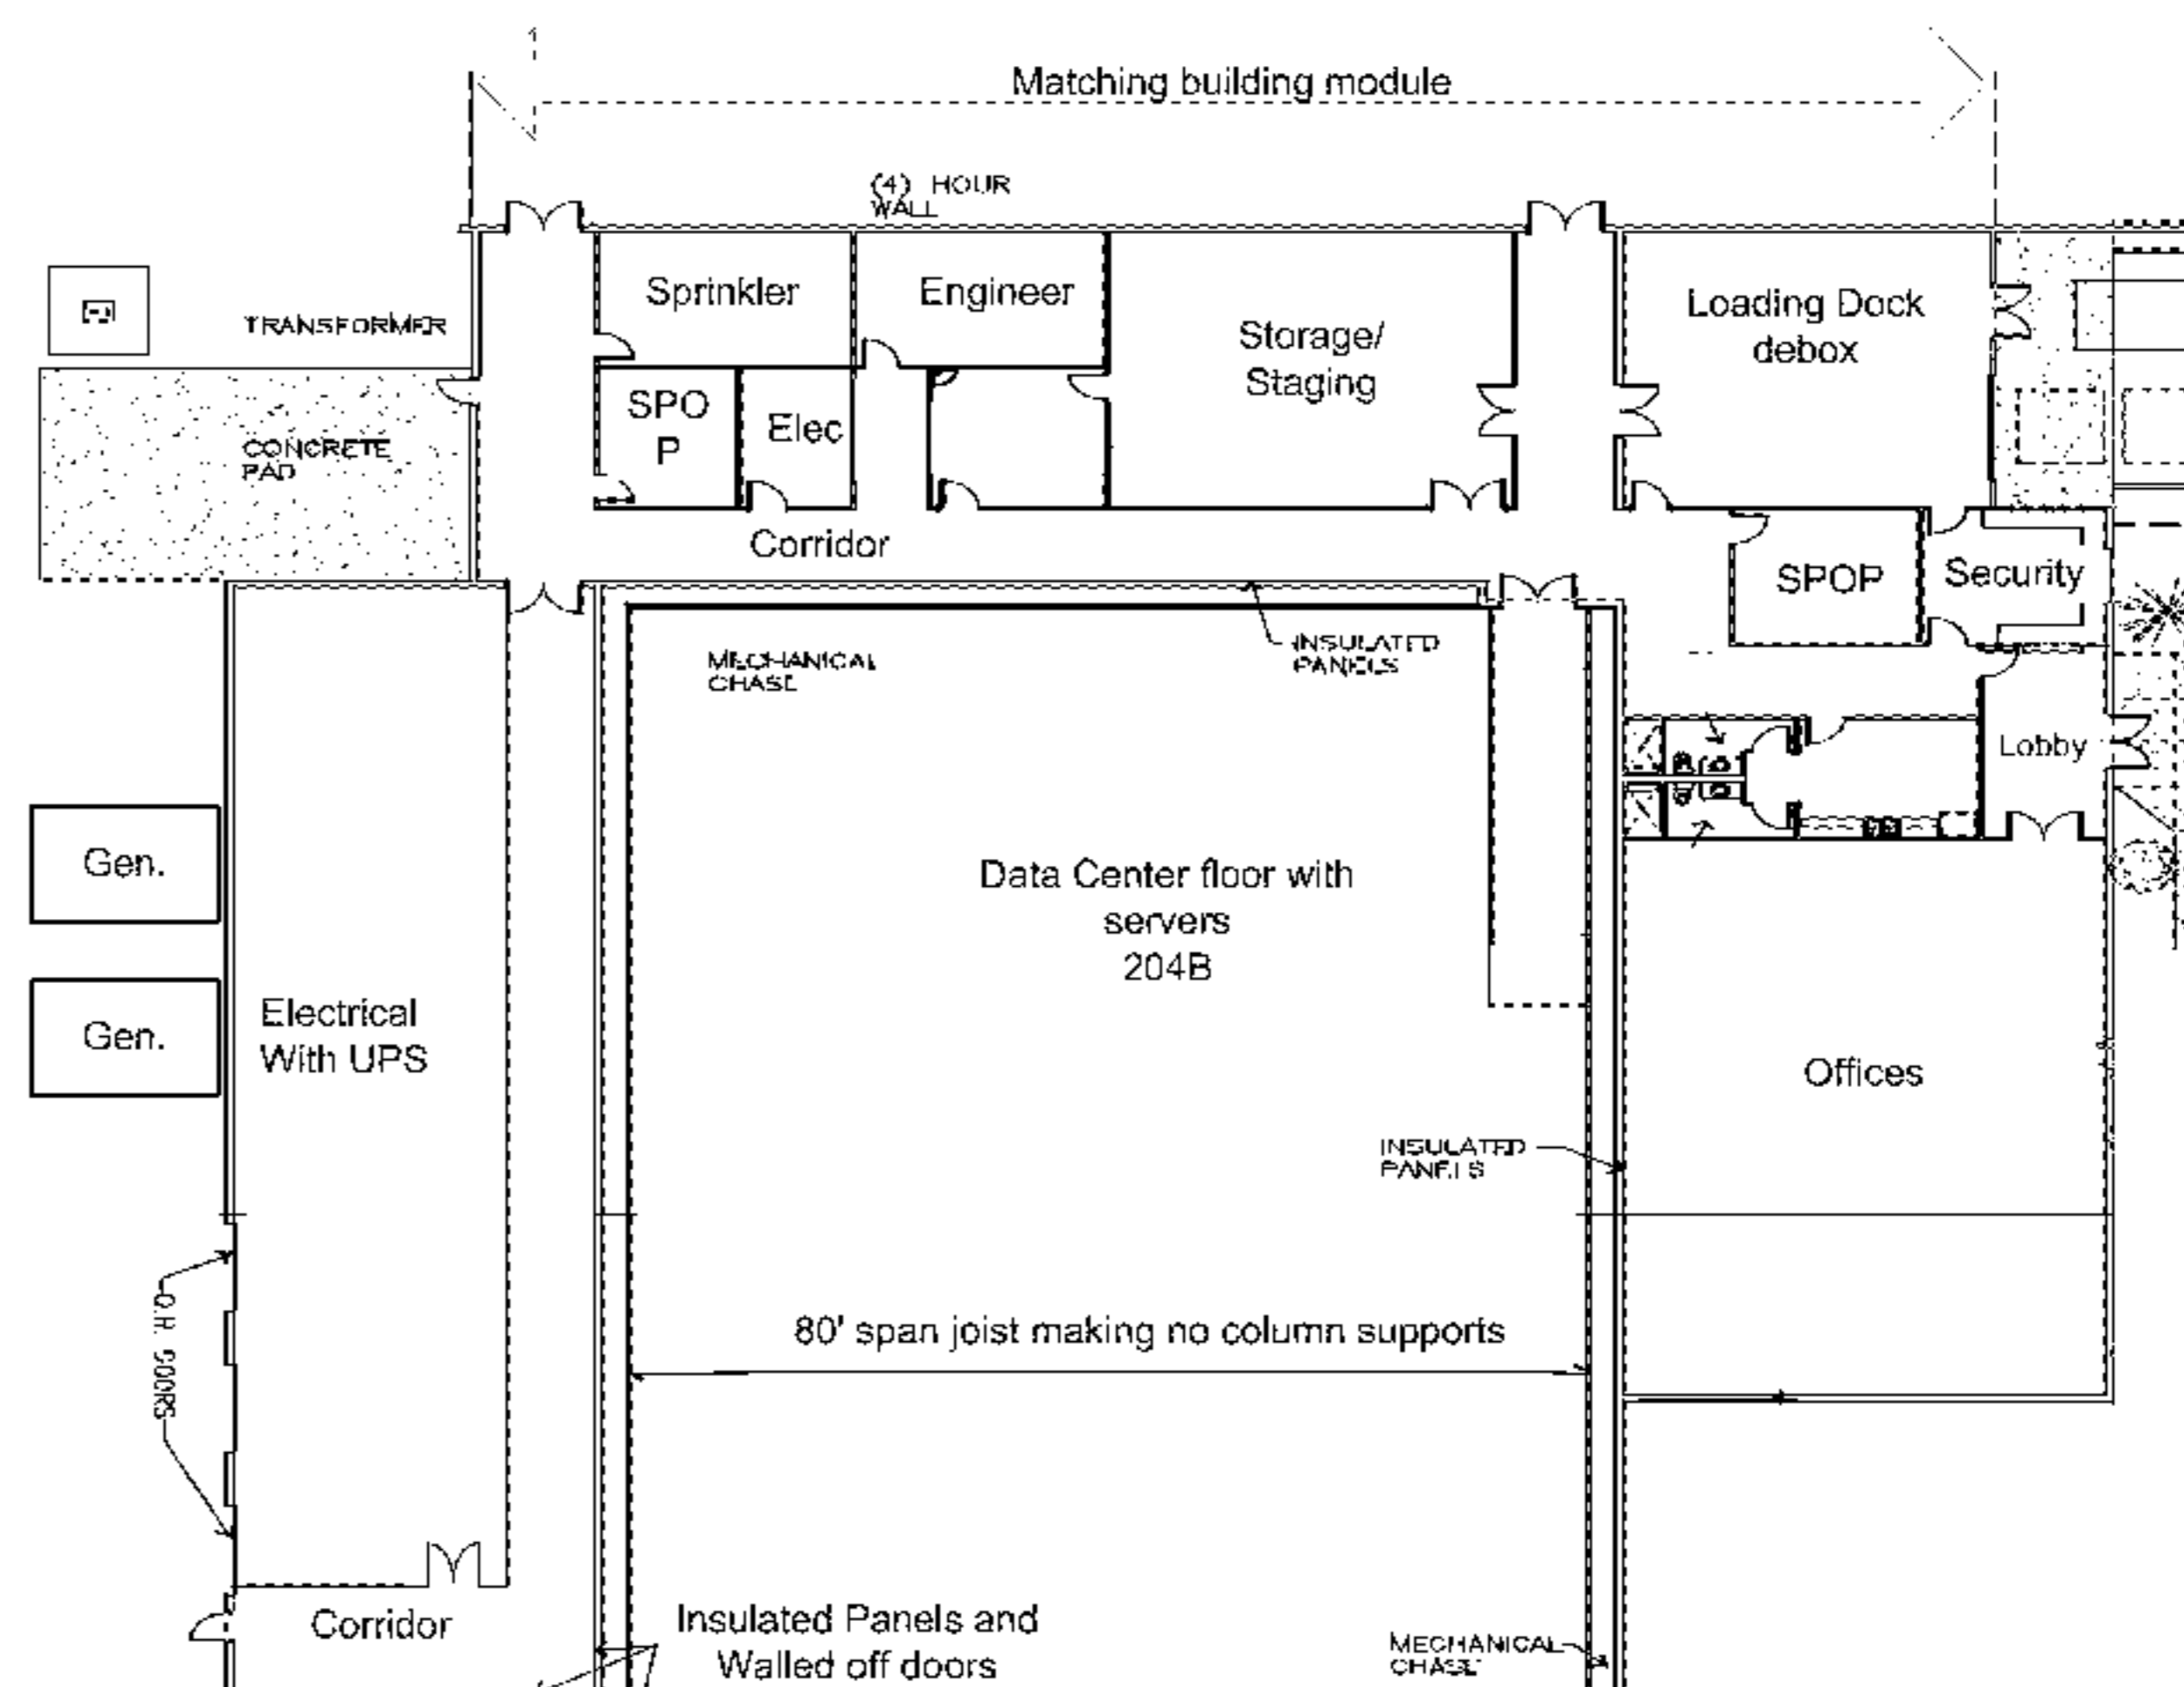 Matching building module
(4) HOUR
WALL
Sprinkler
Engineer
Storage/
Staging
Loading Dock
debox
TRANSFORMER
SPO
P
Elec
CONCRETE
PAD
Corridor
SPOP
Security
MECHANICAL
CHASE
INSULATED
PANELS
Lobby
Gen.
Data Center floor with
servers
204B
Gen.
Electrical
With UPS
Offices
INSULATED
PANELS
O.H. DOORS
80' span joist making no column supports
Corridor
Insulated Panels and
Walled off doors
MECHANICAL
CHASE